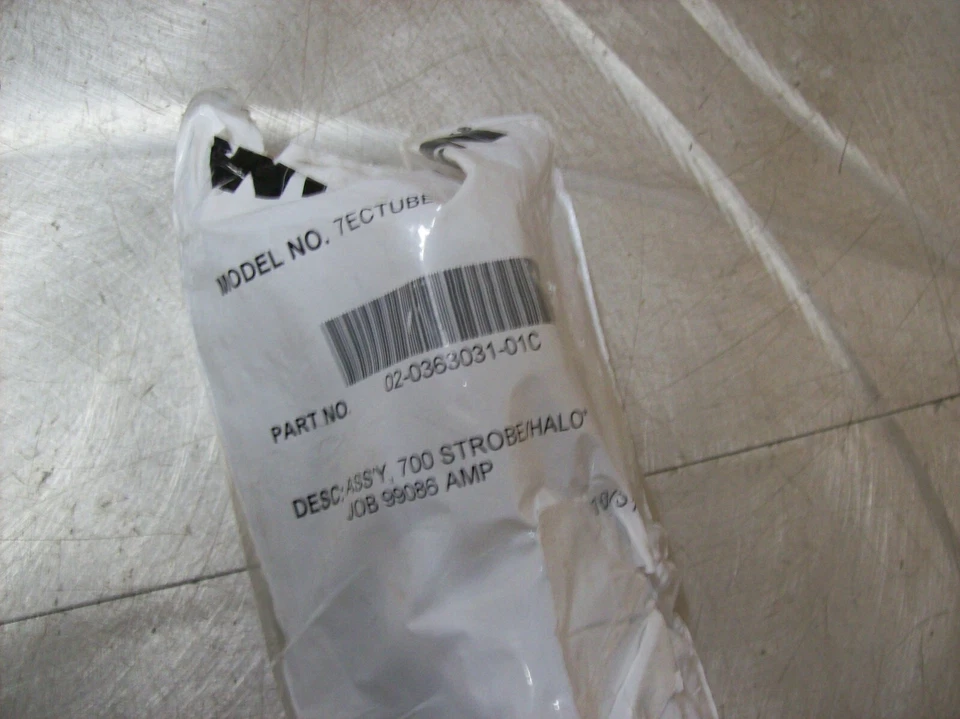 MODEL NO. 7ECTUBE
02-0363031-01C
PART NO.
DESC: ASS'Y, 700 STROBE/HALO"
JOB 99086 AMP